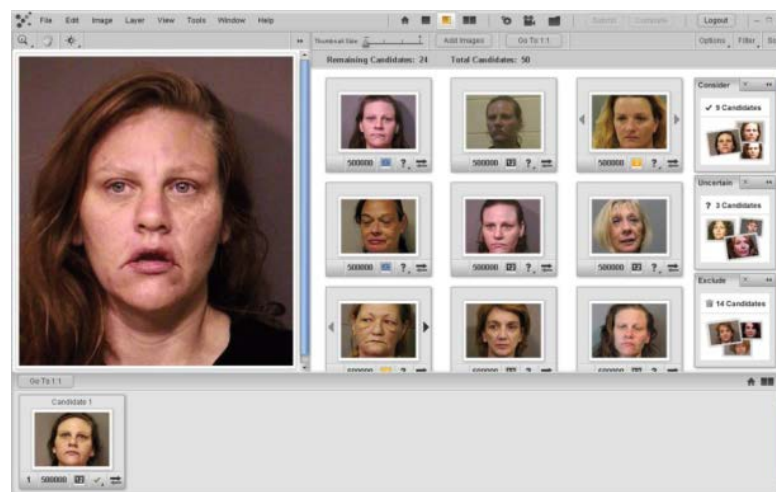 File Edit Image Layer View Tools Window Help
Logout
Thumbnail Size
Add Images
Go To 1:1
Options
Filter
Remaining Candidates: 24 Total Candidates: 50
500000 ?
500000 ?
500000 ?
500000 ?
500000 ?
500000 ?
Consider
✓ 9 Candidates
Uncertain
? 3 Candidates
Exclude
14 Candidates
Go To 1:1
Candidate 1
1 500000